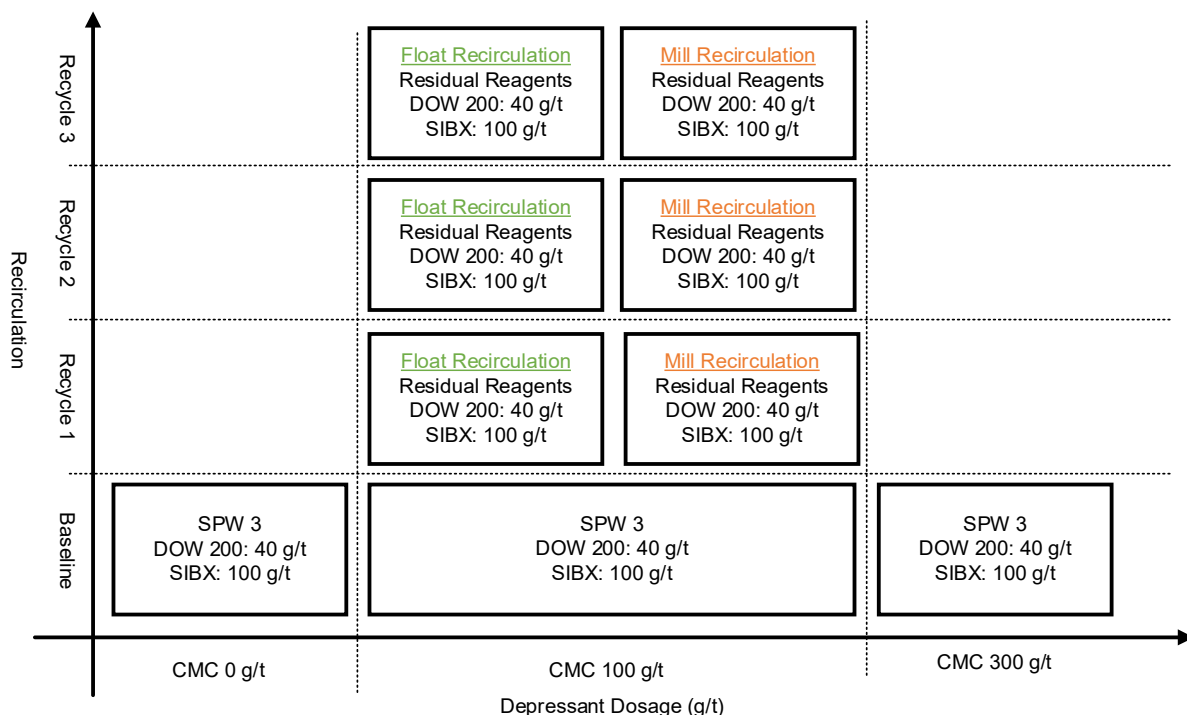 Recirculation
Recycle 3
Float Recirculation
Residual Reagents
DOW 200: 40 g/t
SIBX: 100 g/t
Mill Recirculation
Residual Reagents
DOW 200: 40 g/t
SIBX: 100 g/t
Recycle 2
Float Recirculation
Residual Reagents
DOW 200: 40 g/t
SIBX: 100 g/t
Mill Recirculation
Residual Reagents
DOW 200: 40 g/t
SIBX: 100 g/t
Recycle 1
Float Recirculation
Residual Reagents
DOW 200: 40 g/t
SIBX: 100 g/t
Mill Recirculation
Residual Reagents
DOW 200: 40 g/t
SIBX: 100 g/t
Baseline
SPW 3
DOW 200: 40 g/t
SIBX: 100 g/t
SPW 3
DOW 200: 40 g/t
SIBX: 100 g/t
SPW 3
DOW 200: 40 g/t
SIBX: 100 g/t
CMC 0 g/t
CMC 100 g/t
CMC 300 g/t
Depressant Dosage (g/t)